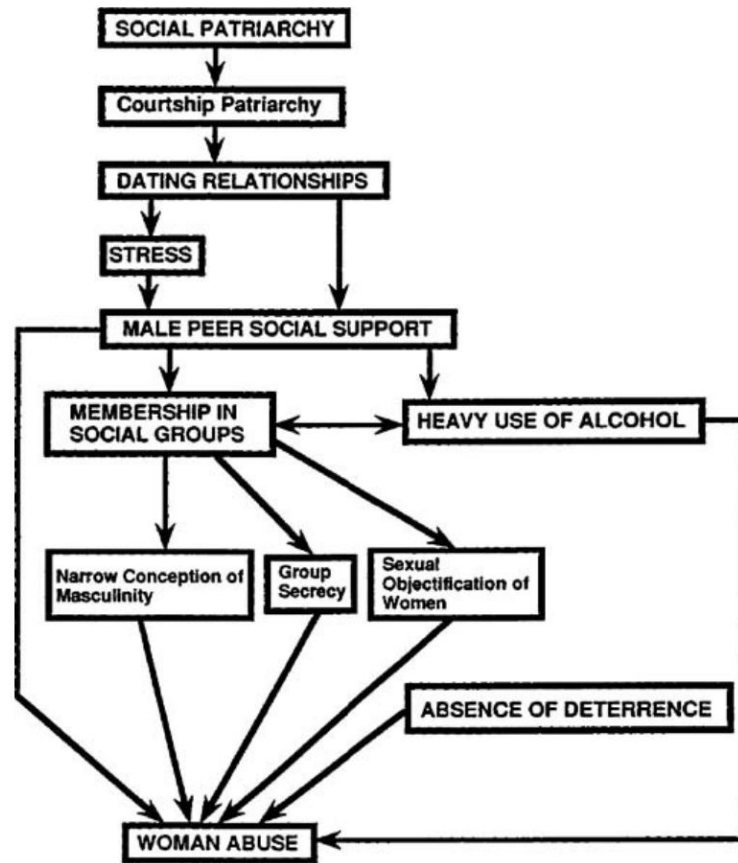 SOCIAL PATRIARCHY
Courtship Patriarchy
DATING RELATIONSHIPS
STRESS
MALE PEER SOCIAL SUPPORT
MEMBERSHIP IN
SOCIAL GROUPS
HEAVY USE OF ALCOHOL
Narrow Conception of
Masculinity
Group
Secrecy
Sexual
Objectification of
Women
ABSENCE OF DETERRENCE
WOMAN ABUSE